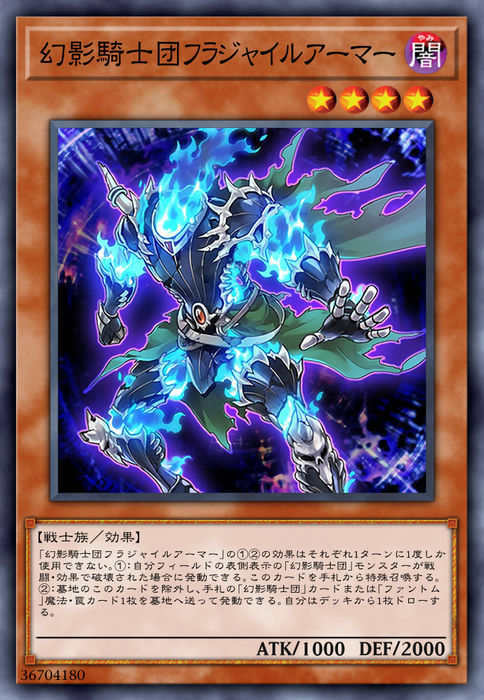 幻影騎士団フラジャイルアーマー
やみ
闇
【戦士族／効果】
「幻影騎士団フラジャイルアーマー」の①②の効果はそれぞれ1ターンに1度しか
使用できない。①：自分フィールドの表側表示の「幻影騎士団」モンスターが戦
闘・効果で破壊された場合に発動できる。このカードを手札から特殊召喚する。
②：墓地のこのカードを除外し、手札の「幻影騎士団」カードまたは「ファントム」
魔法・罠カード1枚を墓地へ送って発動できる。自分はデッキから1枚ドローす
る。
ATK/1000 DEF/2000
36704180